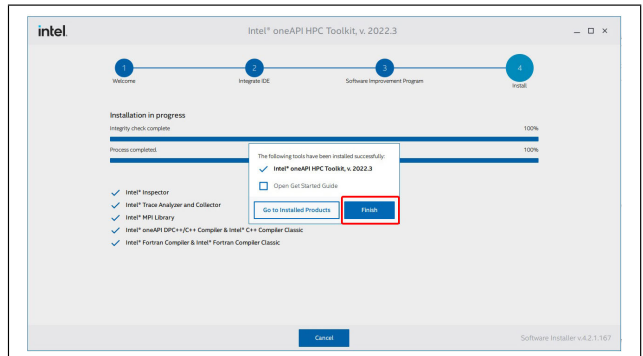 intel.
Intel® oneAPI HPC Toolkit, v. 2022.3
1
2
3
4
Welcome
Integrate IDE
Software Improvement Program
Install
Installation in progress
Integrity check complete
100%
Process completed.
100%
The following tools have been installed successfully:
Intel® oneAPI HPC Toolkit, v. 2022.3
Open Get Started Guide
Go to Installed Products
Finish
Intel® Inspector
Intel® Trace Analyzer and Collector
Intel® MPI Library
Intel® oneAPI DPC++/C++ Compiler & Intel® C++ Compiler Classic
Intel® Fortran Compiler & Intel® Fortran Compiler Classic
Cancel
Software Installer v.4.2.1.167